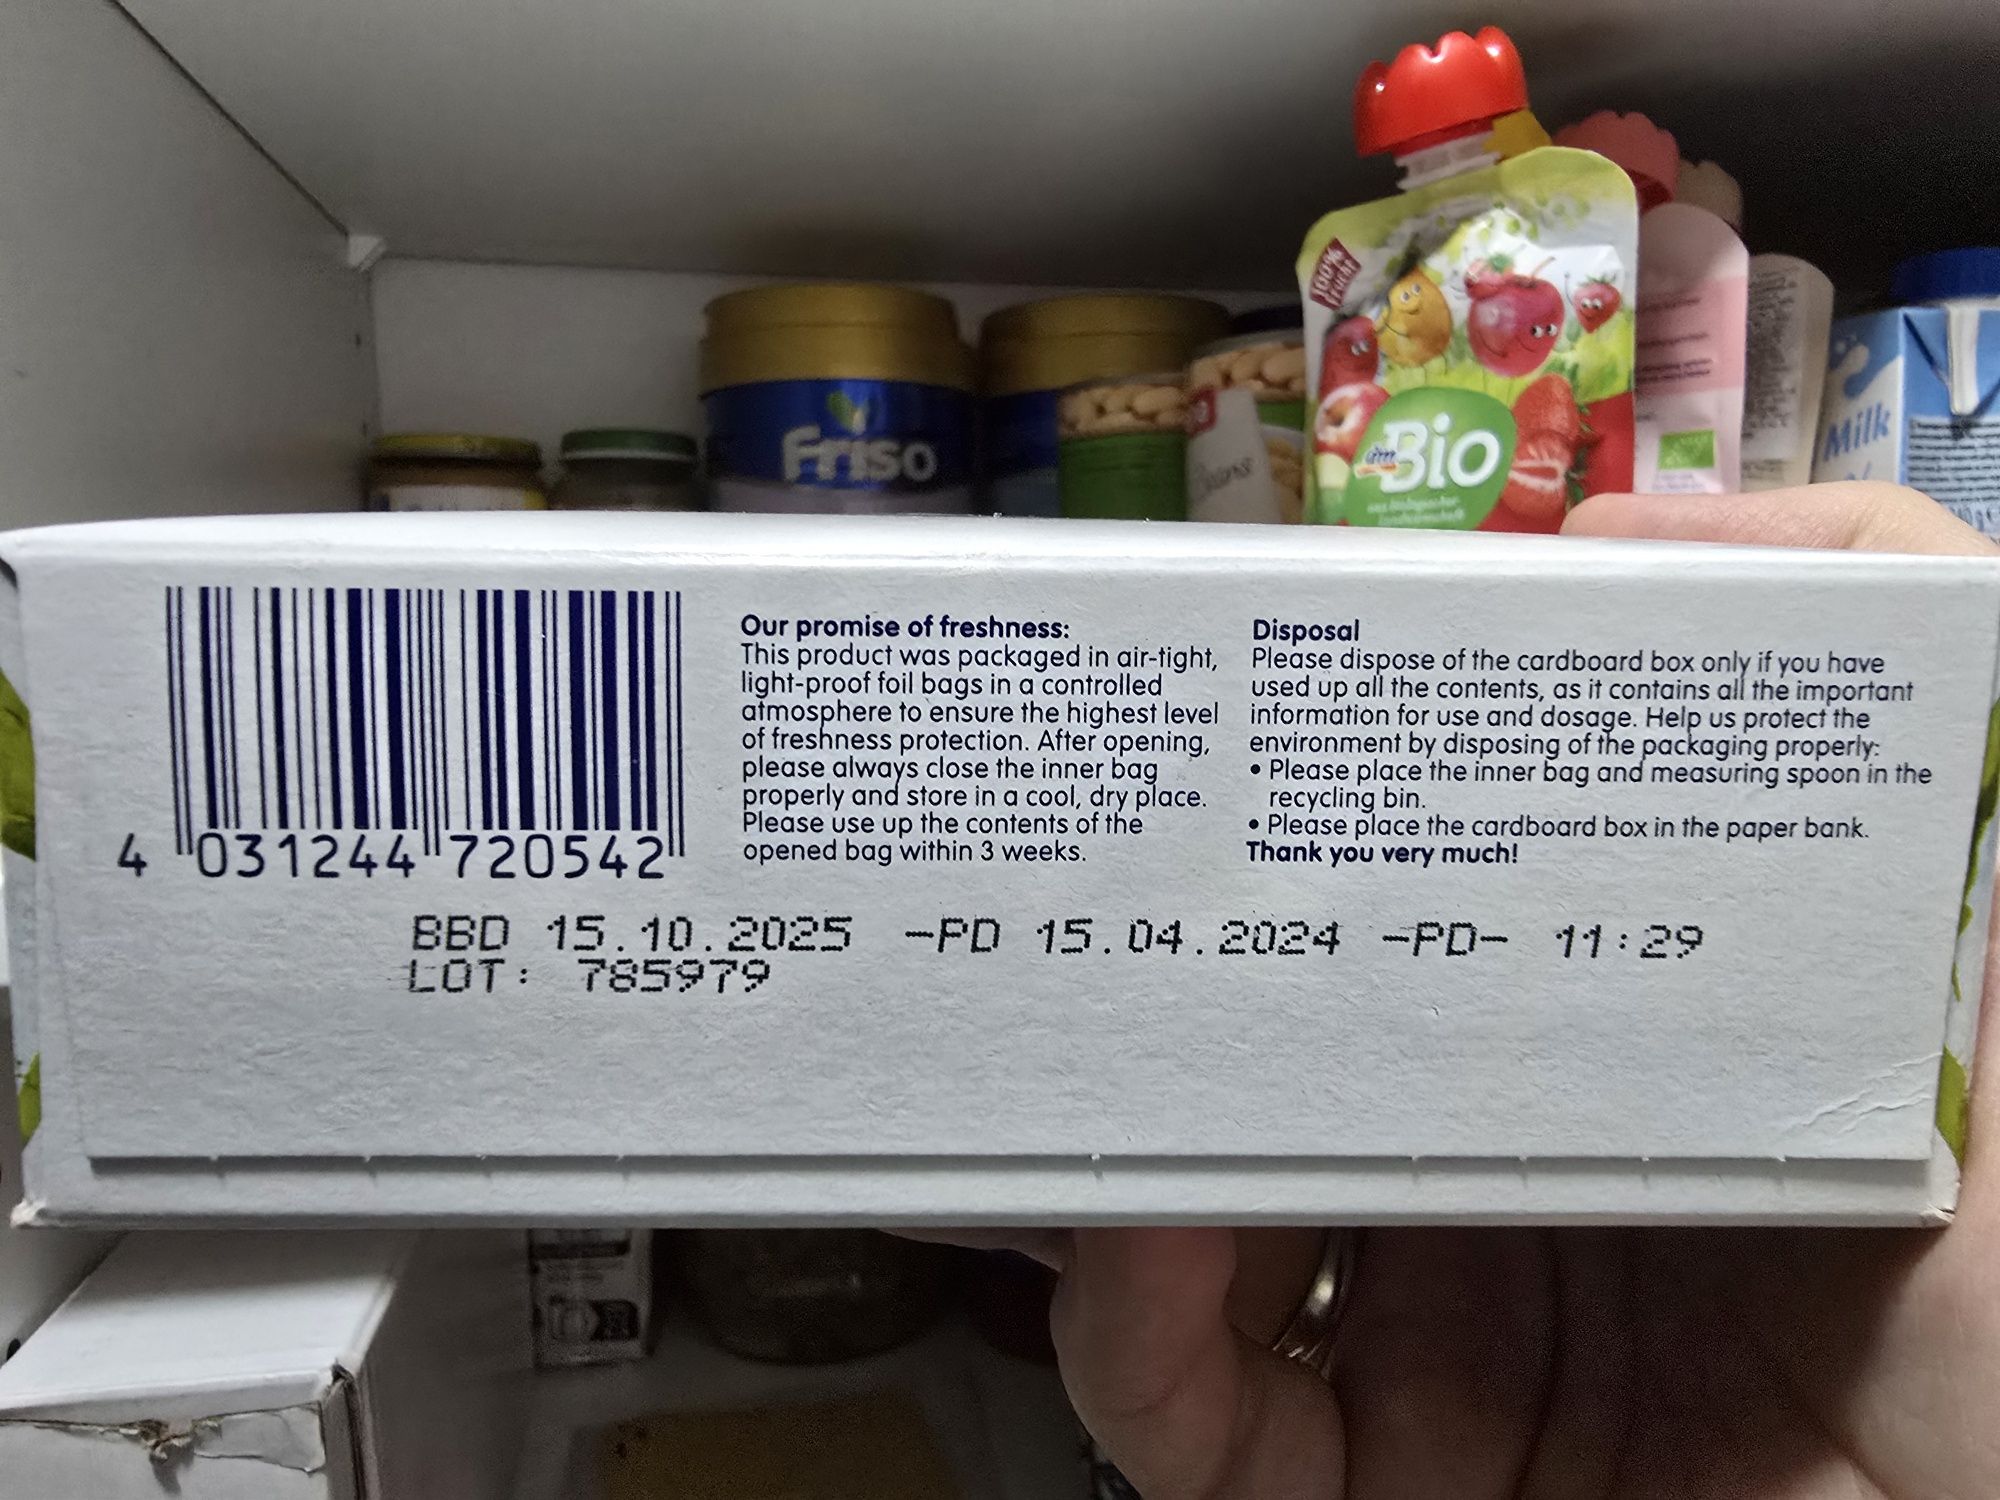 100%
Frucht
Friso
Beans
dm Bio
Milk
Our promise of freshness:
This product was packaged in air-tight,
light-proof foil bags in a controlled
atmosphere to ensure the highest level
of freshness protection. After opening,
please always close the inner bag
properly and store in a cool, dry place.
Please use up the contents of the
opened bag within 3 weeks.
Disposal
Please dispose of the cardboard box only if you have
used up all the contents, as it contains all the important
information for use and dosage. Help us protect the
environment by disposing of the packaging properly:
• Please place the inner bag and measuring spoon in the
recycling bin.
• Please place the cardboard box in the paper bank.
Thank you very much!
4 031244 720542
BBD 15.10.2025 -PD 15.04.2024 -PD- 11:29
LOT: 785979